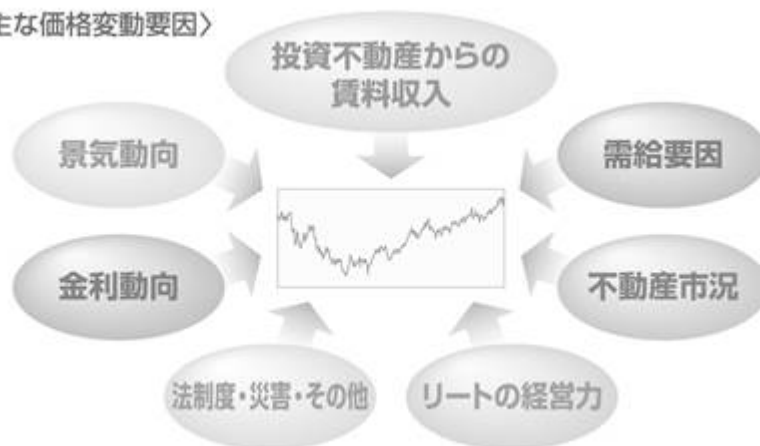 主な価格変動要因〉
投資不動産からの
賃料収入
景気動向
需給要因
金利動向
不動産市況
法制度・災害・その他
リートの経営力